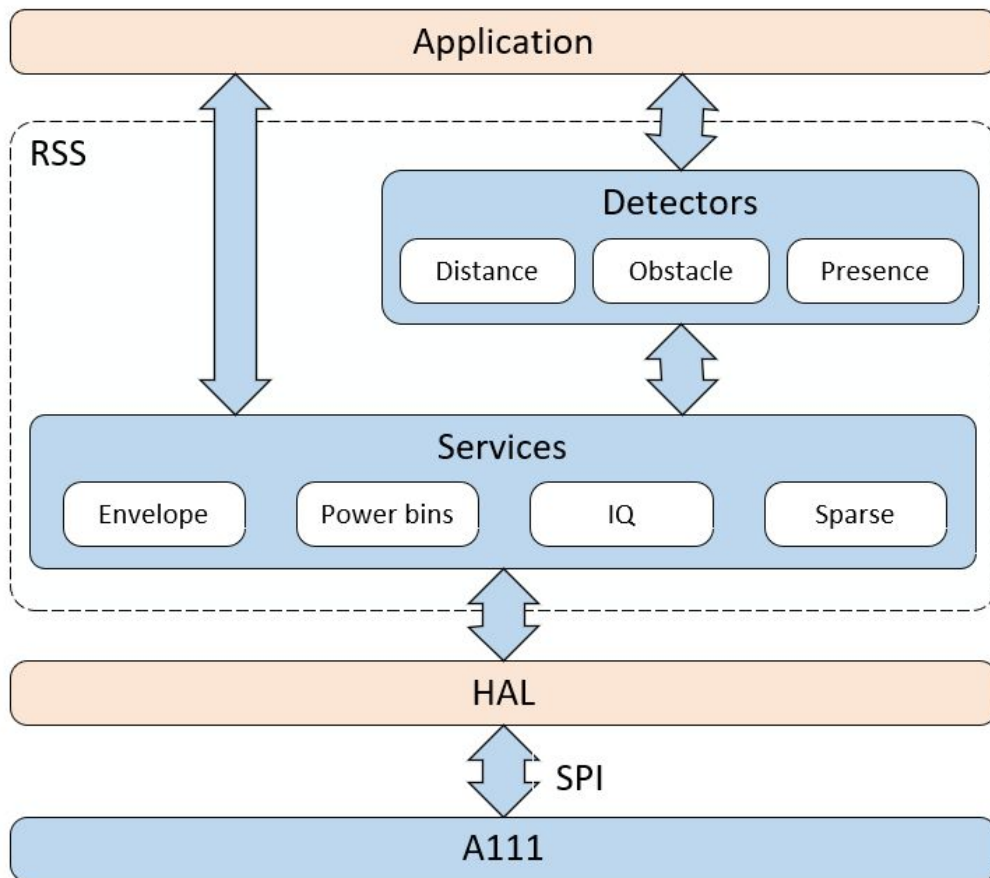 Application
RSS
Detectors
Distance Obstacle Presence
Services
Envelope Power bins IQ Sparse
HAL
SPI
A111